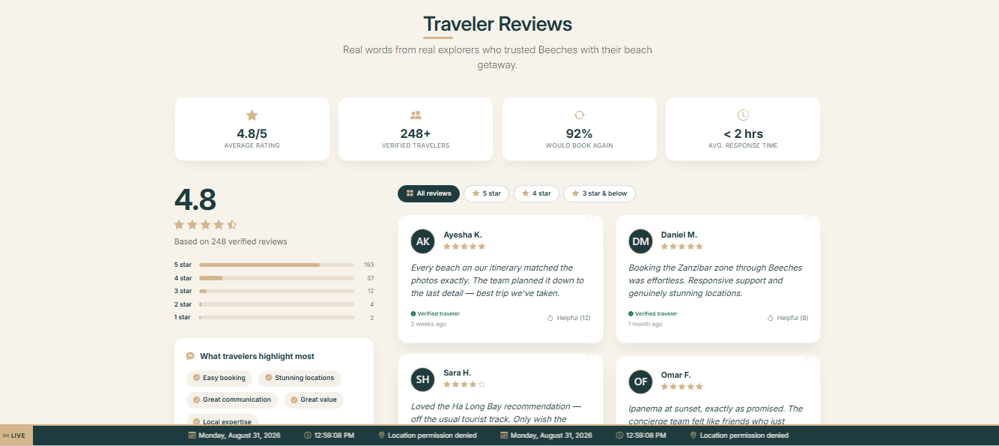 Traveler Reviews
Real words from real explorers who trusted Beeches with their beach
getaway.
4.8/5
AVERAGE RATING
248+
VERIFIED TRAVELERS
92%
WOULD BOOK AGAIN
< 2 hrs
AVG. RESPONSE TIME
4.8
Based on 248 verified reviews
5 star 193
4 star 37
3 star 12
2 star 4
1 star 2
What travelers highlight most
Easy booking
Stunning locations
Great communication
Great value
Local expertise
All reviews
5 star
4 star
3 star & below
AK
Ayesha K.
Every beach on our itinerary matched the
photos exactly. The team planned it down to
the last detail — best trip we've taken.
Verified traveler
2 weeks ago
Helpful (12)
DM
Daniel M.
Booking the Zanzibar zone through Beeches
was effortless. Responsive support and
genuinely stunning locations.
Verified traveler
1 month ago
Helpful (8)
SH
Sara H.
Loved the Ha Long Bay recommendation —
off the usual tourist track. Only wish the
OF
Omar F.
Ipanema at sunset, exactly as promised. The
concierge team felt like friends who just
LIVE
Monday, August 31, 2026 12:59:08 PM Location permission denied Monday, August 31, 2026 12:59:08 PM Location permission denied